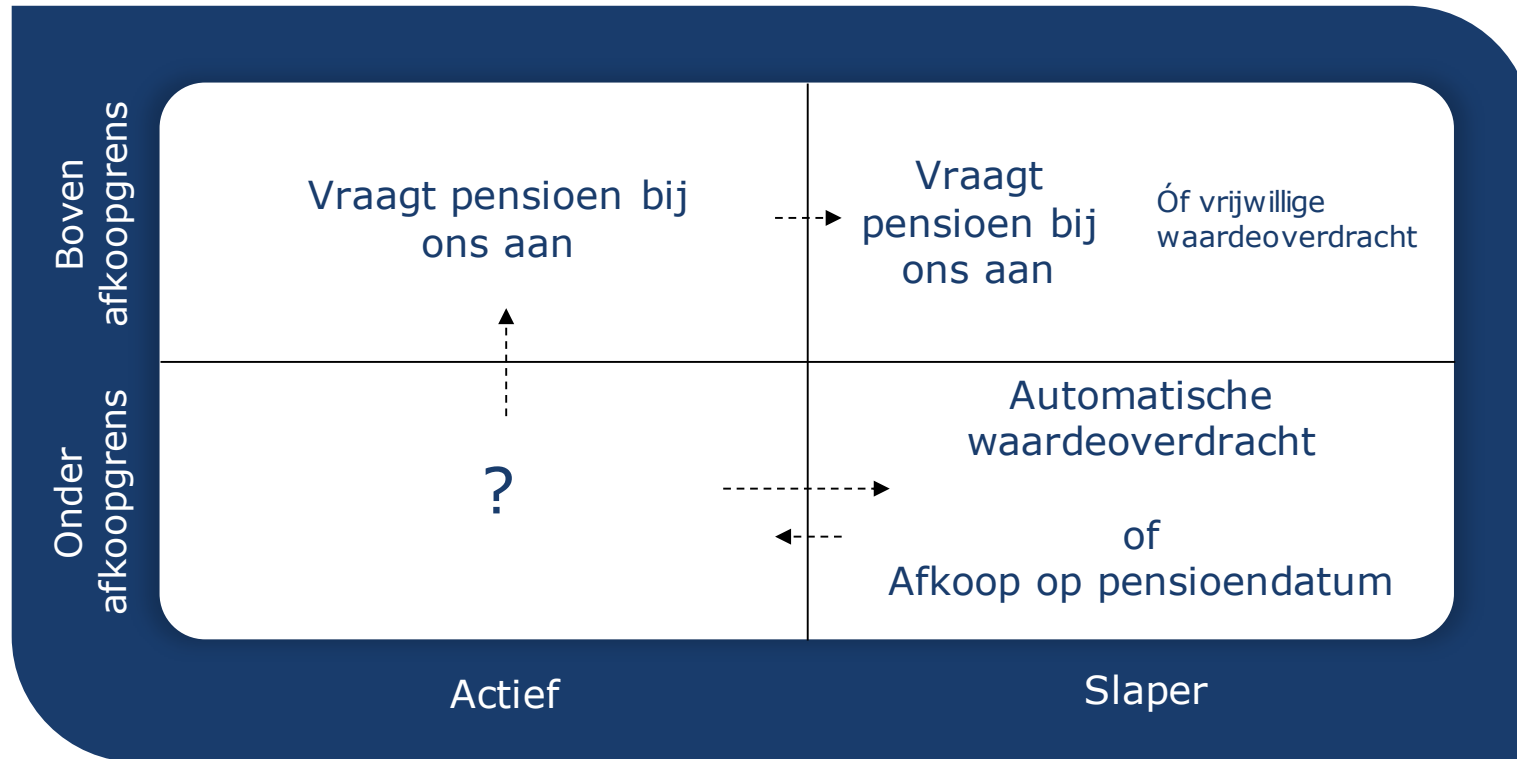 Boven
afkoopgrens
Vraagt pensioen bij
ons aan
Vraagt
pensioen bij
ons aan
Óf vrijwillige
waardeoverdracht
Onder
afkoopgrens
?
Automatische
waardeoverdracht
of
Afkoop op pensioendatum
Actief
Slaper